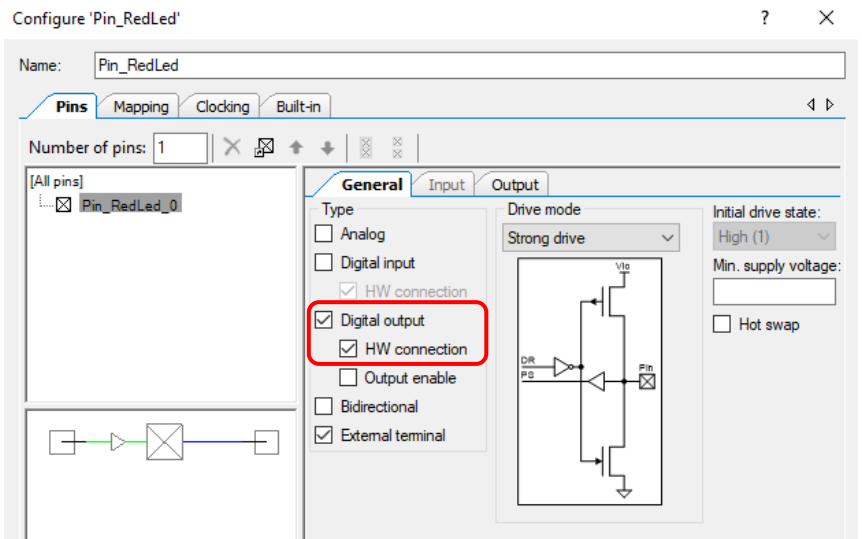 Configure 'Pin_RedLed'
?
Name: Pin_RedLed
Pins Mapping Clocking Built-in
Number of pins: 1
[All pins]
Pin_RedLed_0
General Input Output
Type
Analog
Digital input
HW connection
Digital output
HW connection
Output enable
Bidirectional
External terminal
Drive mode
Strong drive
Vio
DR
PS
Pin
Initial drive state:
High (1)
Min. supply voltage:
Hot swap